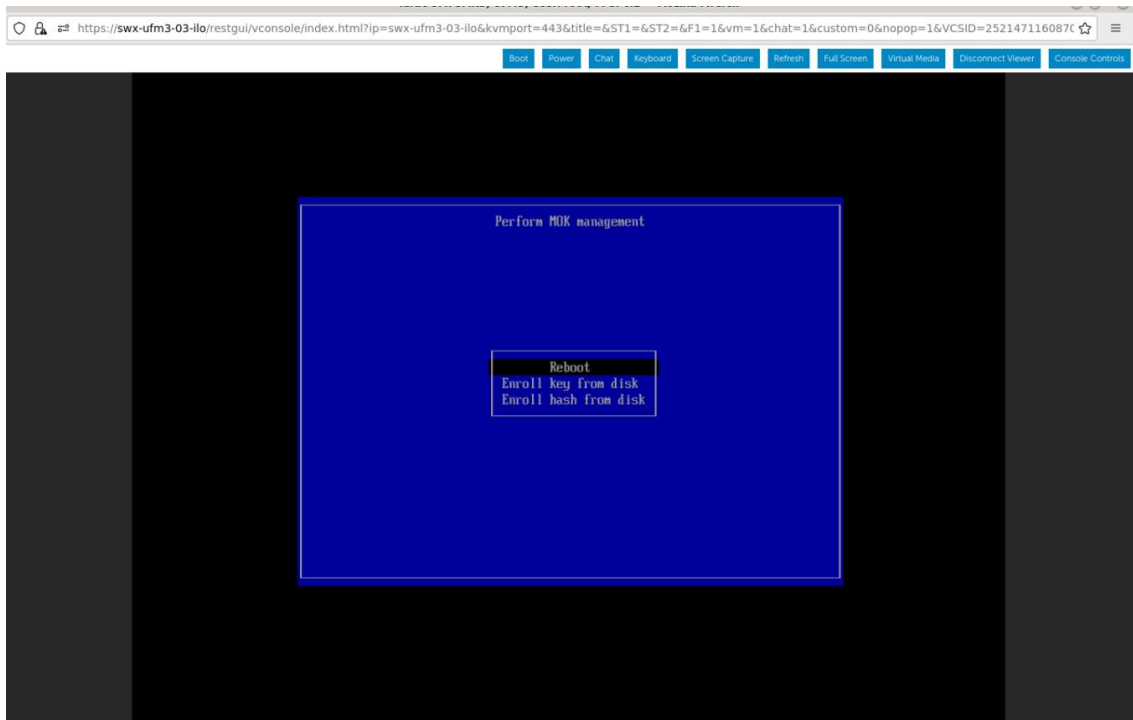 https://swx-ufm3-03-ilo/restgui/vconsole/index.html?ip=swx-ufm3-03-ilo&kvmport=443&title=&ST1=&ST2=&F1=1&vm=1&chat=1&custom=0&nopop=1&VCSID=2521471160870
Boot Power Chat Keyboard Screen Capture Refresh Full Screen Virtual Media Disconnect Viewer Console Controls
Perform MOK management
Reboot
Enroll key from disk
Enroll hash from disk